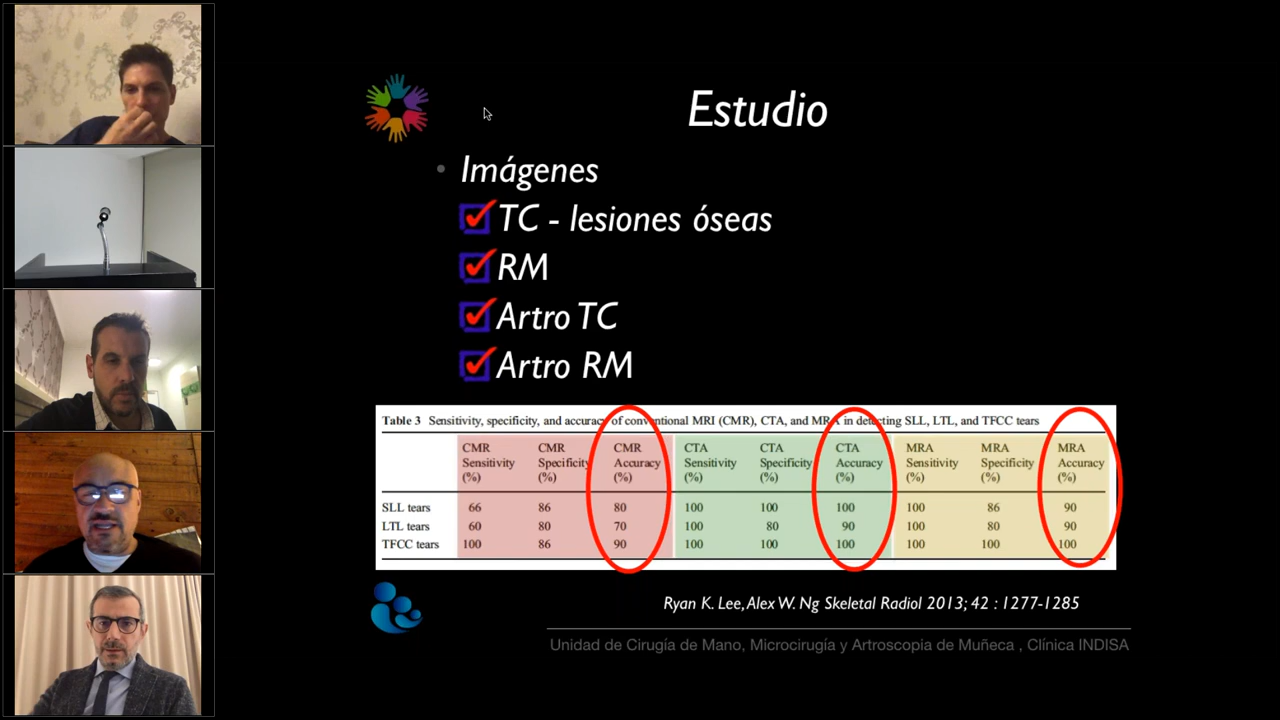 Estudio
• Imágenes
TC - lesiones óseas
RM
Artro TC
Artro RM
Table 3 Sensitivity, specificity, and accuracy of conventional MRI (CMR), CTA, and MRA in detecting SLL, LTL, and TFCC tears
CMR Sensitivity (%) CMR Specificity (%) CMR Accuracy (%) CTA Sensitivity (%) CTA Specificity (%) CTA Accuracy (%) MRA Sensitivity (%) MRA Specificity (%) MRA Accuracy (%)
SLL tears 66 86 80 100 100 100 100 86 90
LTL tears 60 80 70 100 80 90 100 80 90
TFCC tears 100 86 90 100 100 100 100 100 100
Ryan K. Lee, Alex W. Ng Skeletal Radiol 2013; 42 : 1277-1285
Unidad de Cirugía de Mano, Microcirugía y Artroscopia de Muñeca , Clínica INDISA